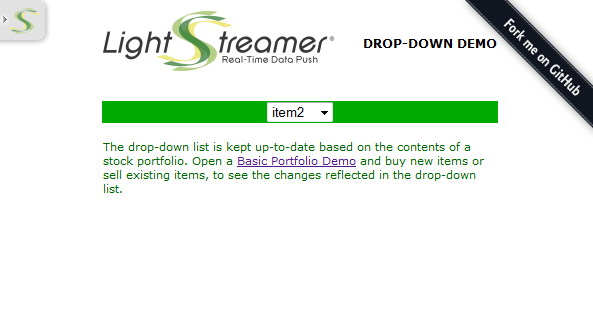 LightStreamer®
Real-Time Data Push
DROP-DOWN DEMO
Fork me on GitHub
item2
The drop-down list is kept up-to-date based on the contents of a
stock portfolio. Open a Basic Portfolio Demo and buy new items or
sell existing items, to see the changes reflected in the drop-down
list.